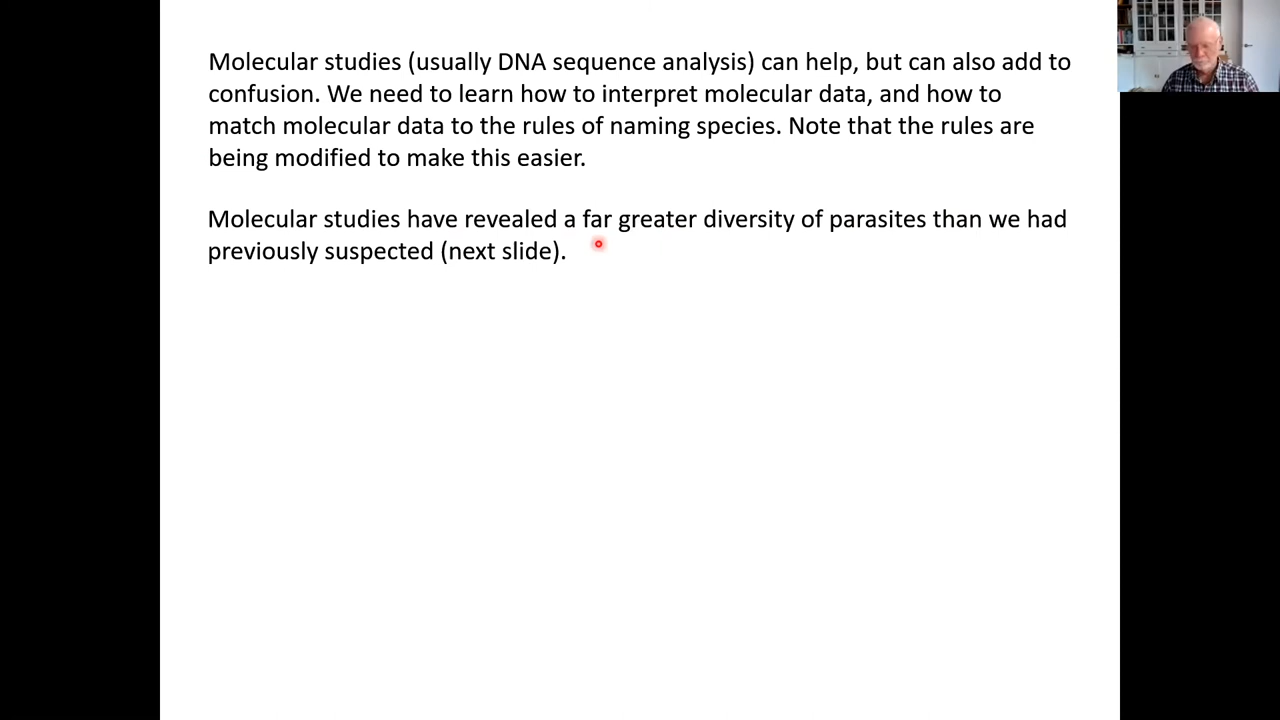 Molecular studies (usually DNA sequence analysis) can help, but can also add to
confusion. We need to learn how to interpret molecular data, and how to
match molecular data to the rules of naming species. Note that the rules are
being modified to make this easier.
Molecular studies have revealed a far greater diversity of parasites than we had
previously suspected (next slide).